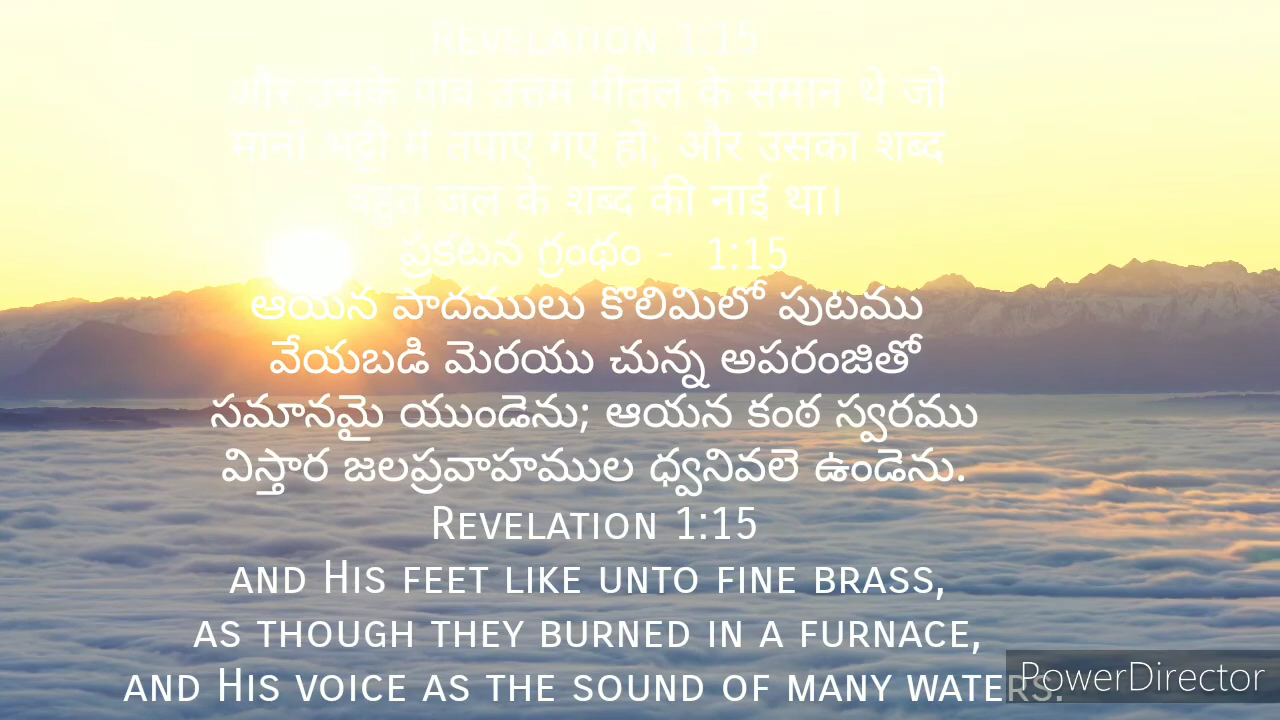 Revelation 1:15
और उसके पांव उत्तम पीतल के समान थे जो
मानो भट्टी में तपाए गए हों; और उसका शब्द
बहुत जल के शब्द की नाईं था।
ప్రకటన గ్రంథం - 1:15
ఆయన పాదములు కొలిమిలో పుటము
వేయబడి మెరయు చున్న అపరంజితో
సమానమై యుండెను; ఆయన కంఠ స్వరము
విస్తార జలప్రవాహముల ధ్వనివలె ఉండెను.
Revelation 1:15
and His feet like unto fine brass,
as though they burned in a furnace,
and His voice as the sound of many waters.
PowerDirector